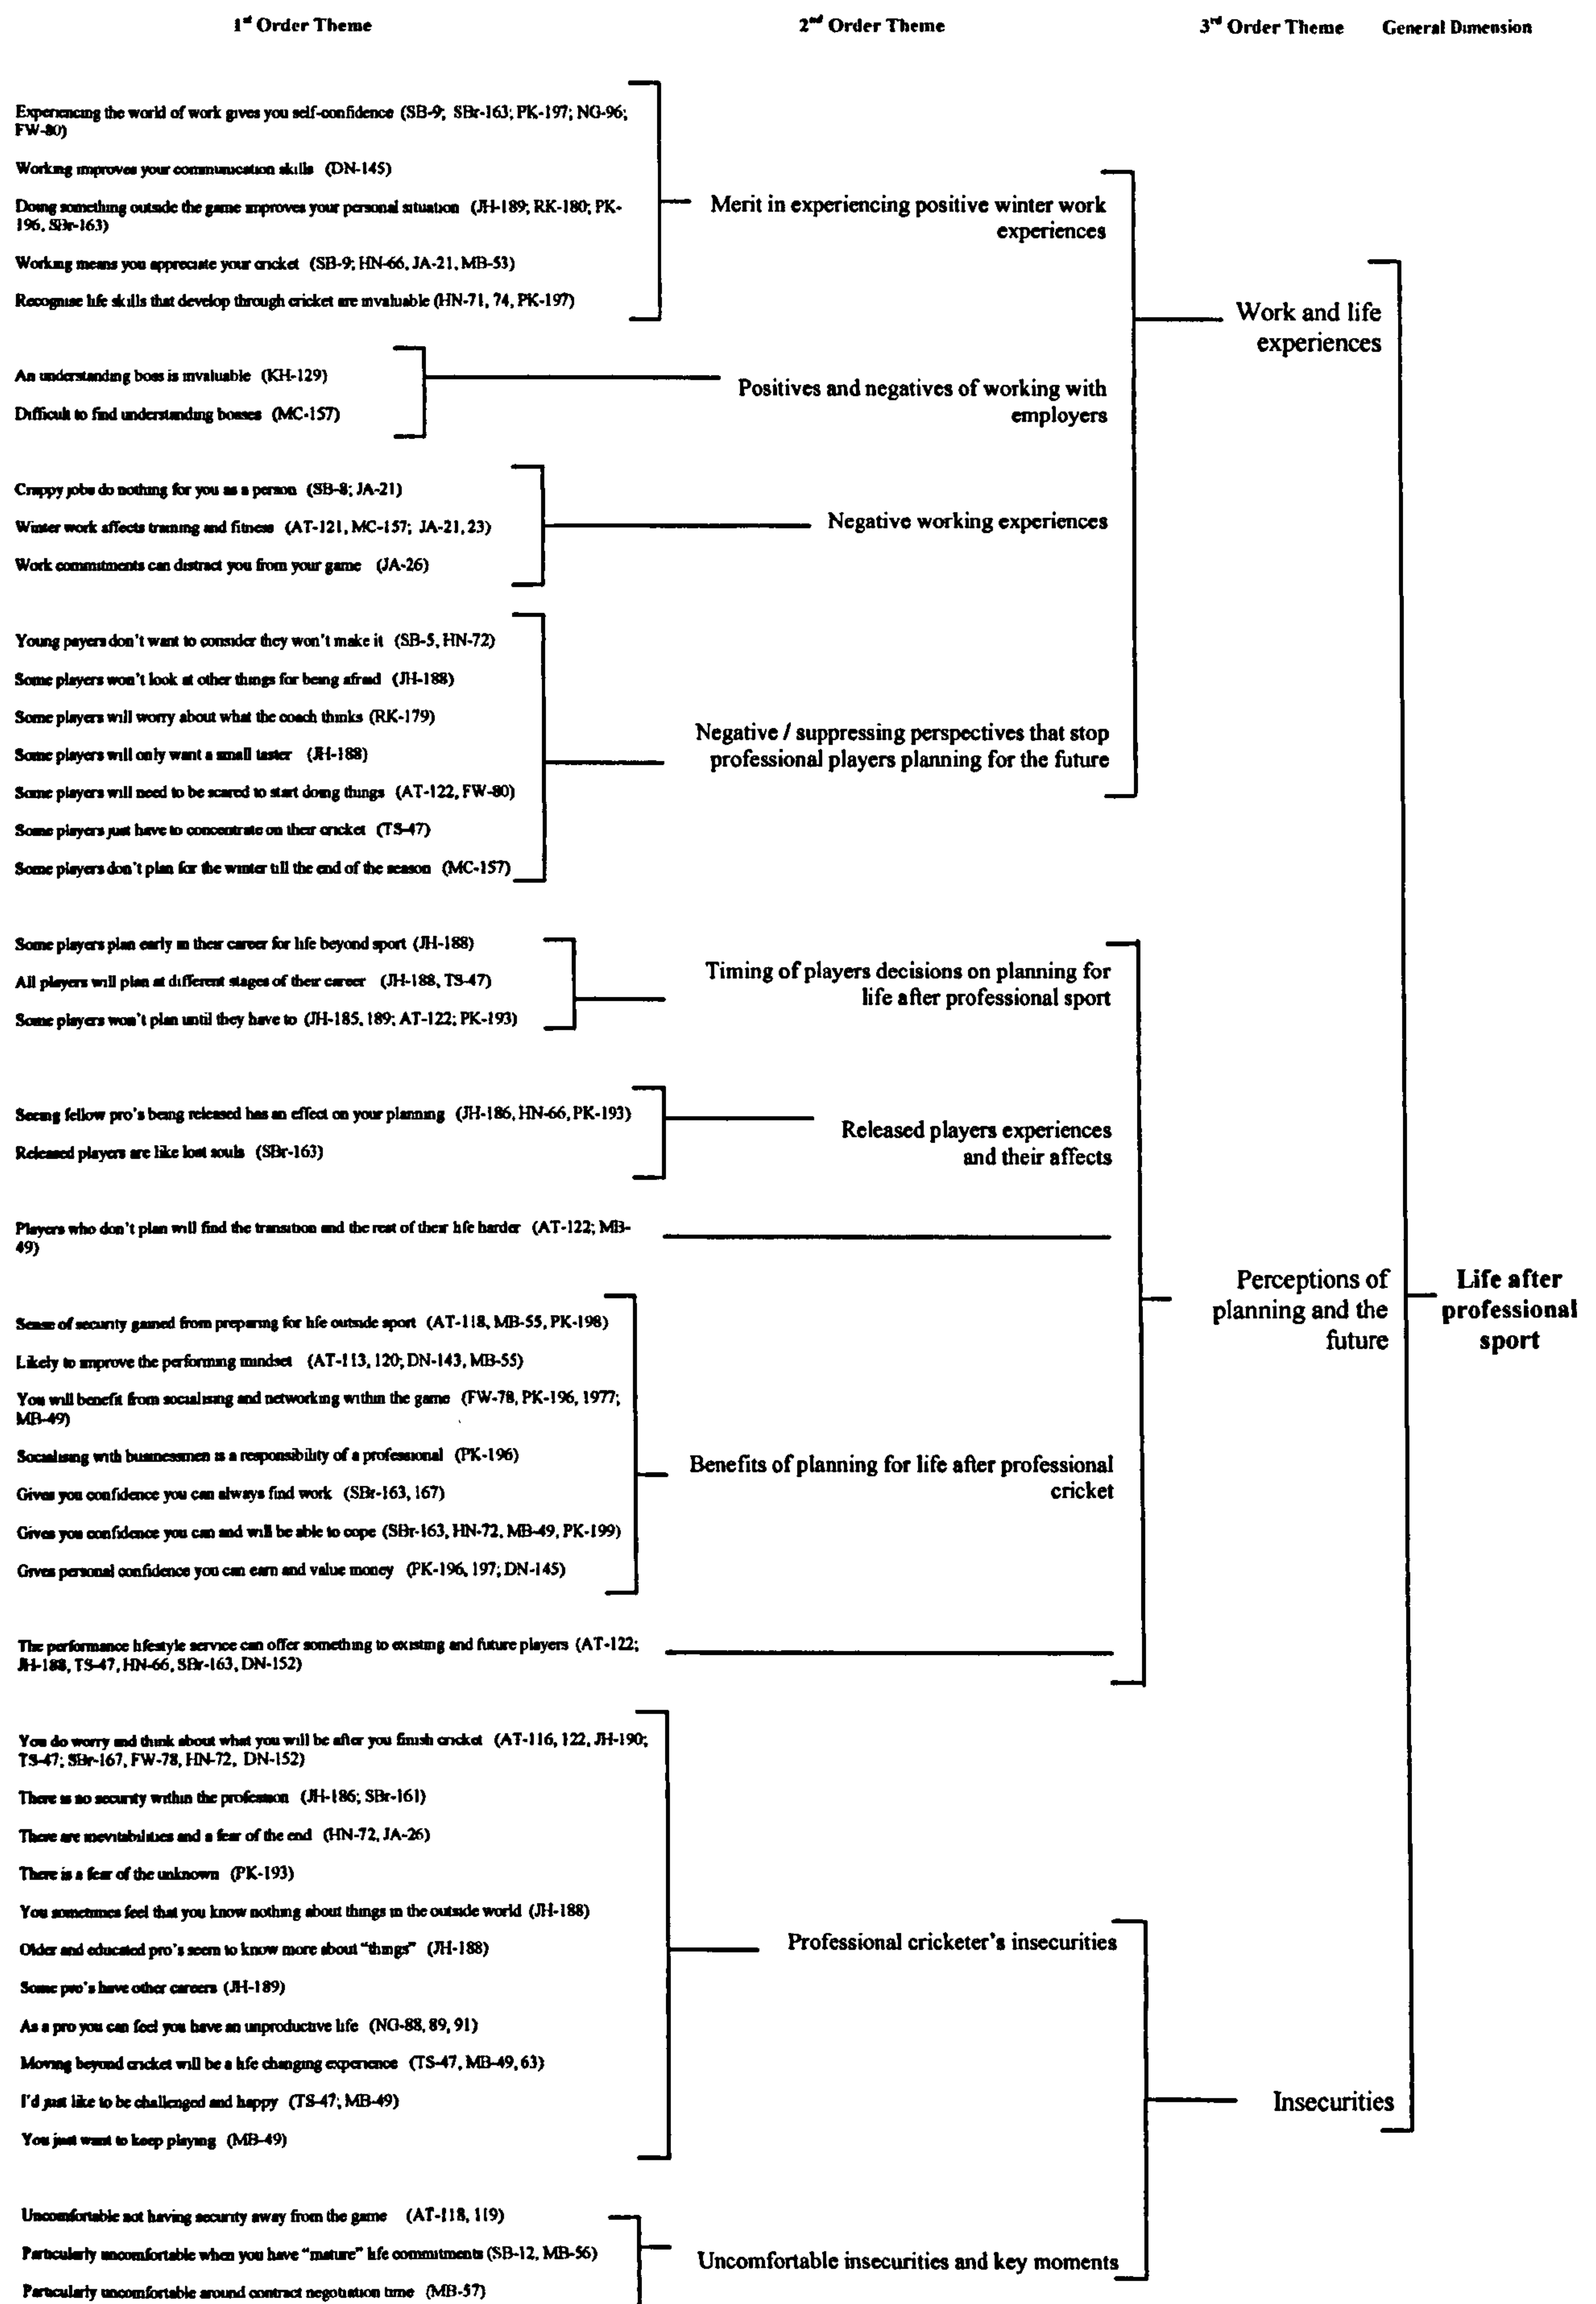 1st Order Theme
2nd Order Theme
3rd Order Theme
General Dimension
Experiencing the world of work gives you self-confidence (SB-9; SBr-163; PK-197; NG-96;
FW-80)
Working improves your communication skills (DN-145)
Doing something outside the game improves your personal situation (JH-189; RK-180; PK-
196, SBr-163)
Working means you appreciate your cricket (SB-9; HN-66, JA-21, MB-53)
Recognise life skills that develop through cricket are invaluable (HN-71, 74, PK-197)
Merit in experiencing positive winter work
experiences
An understanding boss is invaluable (KH-129)
Difficult to find understanding bosses (MC-157)
Positives and negatives of working with
employers
Crappy jobs do nothing for you as a person (SB-8; JA-21)
Winter work affects training and fitness (AT-121, MC-157; JA-21, 23)
Work commitments can distract you from your game (JA-26)
Negative working experiences
Young payers don't want to consider they won't make it (SB-5, HN-72)
Some players won't look at other things for being afraid (JH-188)
Some players will worry about what the coach thinks (RK-179)
Some players will only want a small taster (JH-188)
Some players will need to be scared to start doing things (AT-122, FW-80)
Some players just have to concentrate on their cricket (TS-47)
Some players don't plan for the winter till the end of the season (MC-157)
Negative / suppressing perspectives that stop
professional players planning for the future
Work and life
experiences
Some players plan early in their career for life beyond sport (JH-188)
All players will plan at different stages of their career (JH-188, TS-47)
Some players won't plan until they have to (JH-185, 189; AT-122; PK-193)
Timing of players decisions on planning for
life after professional sport
Seeing fellow pro's being released has an effect on your planning (JH-186, HN-66, PK-193)
Released players are like lost souls (SBr-163)
Released players experiences
and their affects
Players who don't plan will find the transition and the rest of their life harder (AT-122; MB-
49)
Sense of security gained from preparing for life outside sport (AT-118, MB-55, PK-198)
Likely to improve the performing mindset (AT-113, 120; DN-143, MB-55)
You will benefit from socialising and networking within the game (FW-78, PK-196, 1977;
MB-49)
Socialising with businessmen is a responsibility of a professional (PK-196)
Gives you confidence you can always find work (SBr-163, 167)
Gives you confidence you can and will be able to cope (SBr-163, HN-72, MB-49, PK-199)
Gives personal confidence you can earn and value money (PK-196, 197; DN-145)
Benefits of planning for life after professional
cricket
The performance lifestyle service can offer something to existing and future players (AT-122;
JH-188, TS-47, HN-66, SBr-163, DN-152)
Perceptions of
planning and the
future
Life after
professional
sport
You do worry and think about what you will be after you finish cricket (AT-116, 122, JH-190;
TS-47; SBr-167, FW-78, HN-72, DN-152)
There is no security within the profession (JH-186; SBr-161)
There are inevitabilities and a fear of the end (HN-72, JA-26)
There is a fear of the unknown (PK-193)
You sometimes feel that you know nothing about things in the outside world (JH-188)
Older and educated pro's seem to know more about "things" (JH-188)
Some pro's have other careers (JH-189)
As a pro you can feel you have an unproductive life (NG-88, 89, 91)
Moving beyond cricket will be a life changing experience (TS-47, MB-49, 63)
I'd just like to be challenged and happy (TS-47; MB-49)
You just want to keep playing (MB-49)
Professional cricketer's insecurities
Uncomfortable not having security away from the game (AT-118, 119)
Particularly uncomfortable when you have "mature" life commitments (SB-12, MB-56)
Particularly uncomfortable around contract negotiation time (MB-57)
Uncomfortable insecurities and key moments
Insecurities